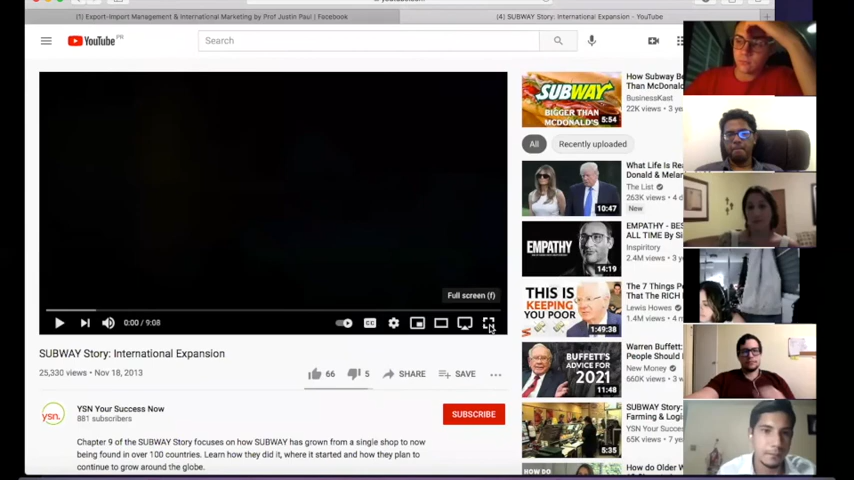 (1) Export-Import Management & International Marketing by Prof Justin Paul | Facebook
(4) SUBWAY Story: International Expansion - YouTube
YouTube PR
Search
Full screen (f)
0:00 / 9:08
CC
SUBWAY Story: International Expansion
25,330 views • Nov 18, 2013
66
5
SHARE
SAVE
ysn.
YSN Your Success Now
881 subscribers
SUBSCRIBE
Chapter 9 of the SUBWAY Story focuses on how SUBWAY has grown from a single shop to now
being found in over 100 countries. Learn how they did it, where it started and how they plan to
continue to grow around the globe.
SUBWAY
BIGGER THAN
MCDONALD'S
5:54
How Subway Be
Than McDonal
BusinessKast
22K views • 3 ye
All
Recently uploaded
10:47
What Life Is Rea
Donald & Melan
The List
263K views • 4 d
New
EMPATHY
14:19
EMPATHY - BES
ALL TIME By Si
Inspiritory
2.4M views • 3 y
THIS IS
KEEPING
YOU POOR
1:49:38
The 7 Things P
That The RICH
Lewis Howes
1.4M views • 4
BUFFETT'S
ADVICE FOR
2021
11:48
Warren Buffett:
People Should
New Money
660K views • 3
5:35
SUBWAY Story:
Farming & Logi
YSN Your Succe
65K views • 7 y
HOW DO
How do Older W